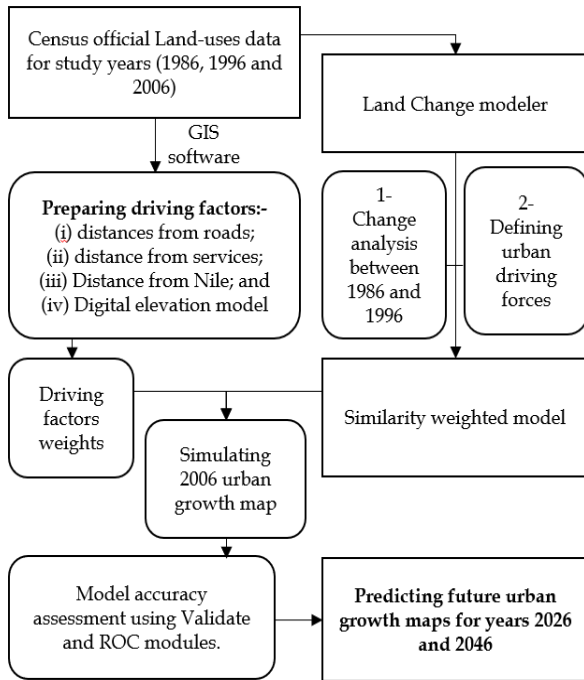 Census official Land-uses data
for study years (1986, 1996 and
2006)
Land Change modeler
GIS
software
Preparing driving factors:-
(i) distances from roads;
(ii) distance from services;
(iii) Distance from Nile; and
(iv) Digital elevation model
1-
Change
analysis
between
1986 and
1996
2-
Defining
urban
driving
forces
Driving
factors
weights
Simulating
2006 urban
growth map
Similarity weighted model
Model accuracy
assessment using Validate
and ROC modules.
Predicting future urban
growth maps for years 2026
and 2046